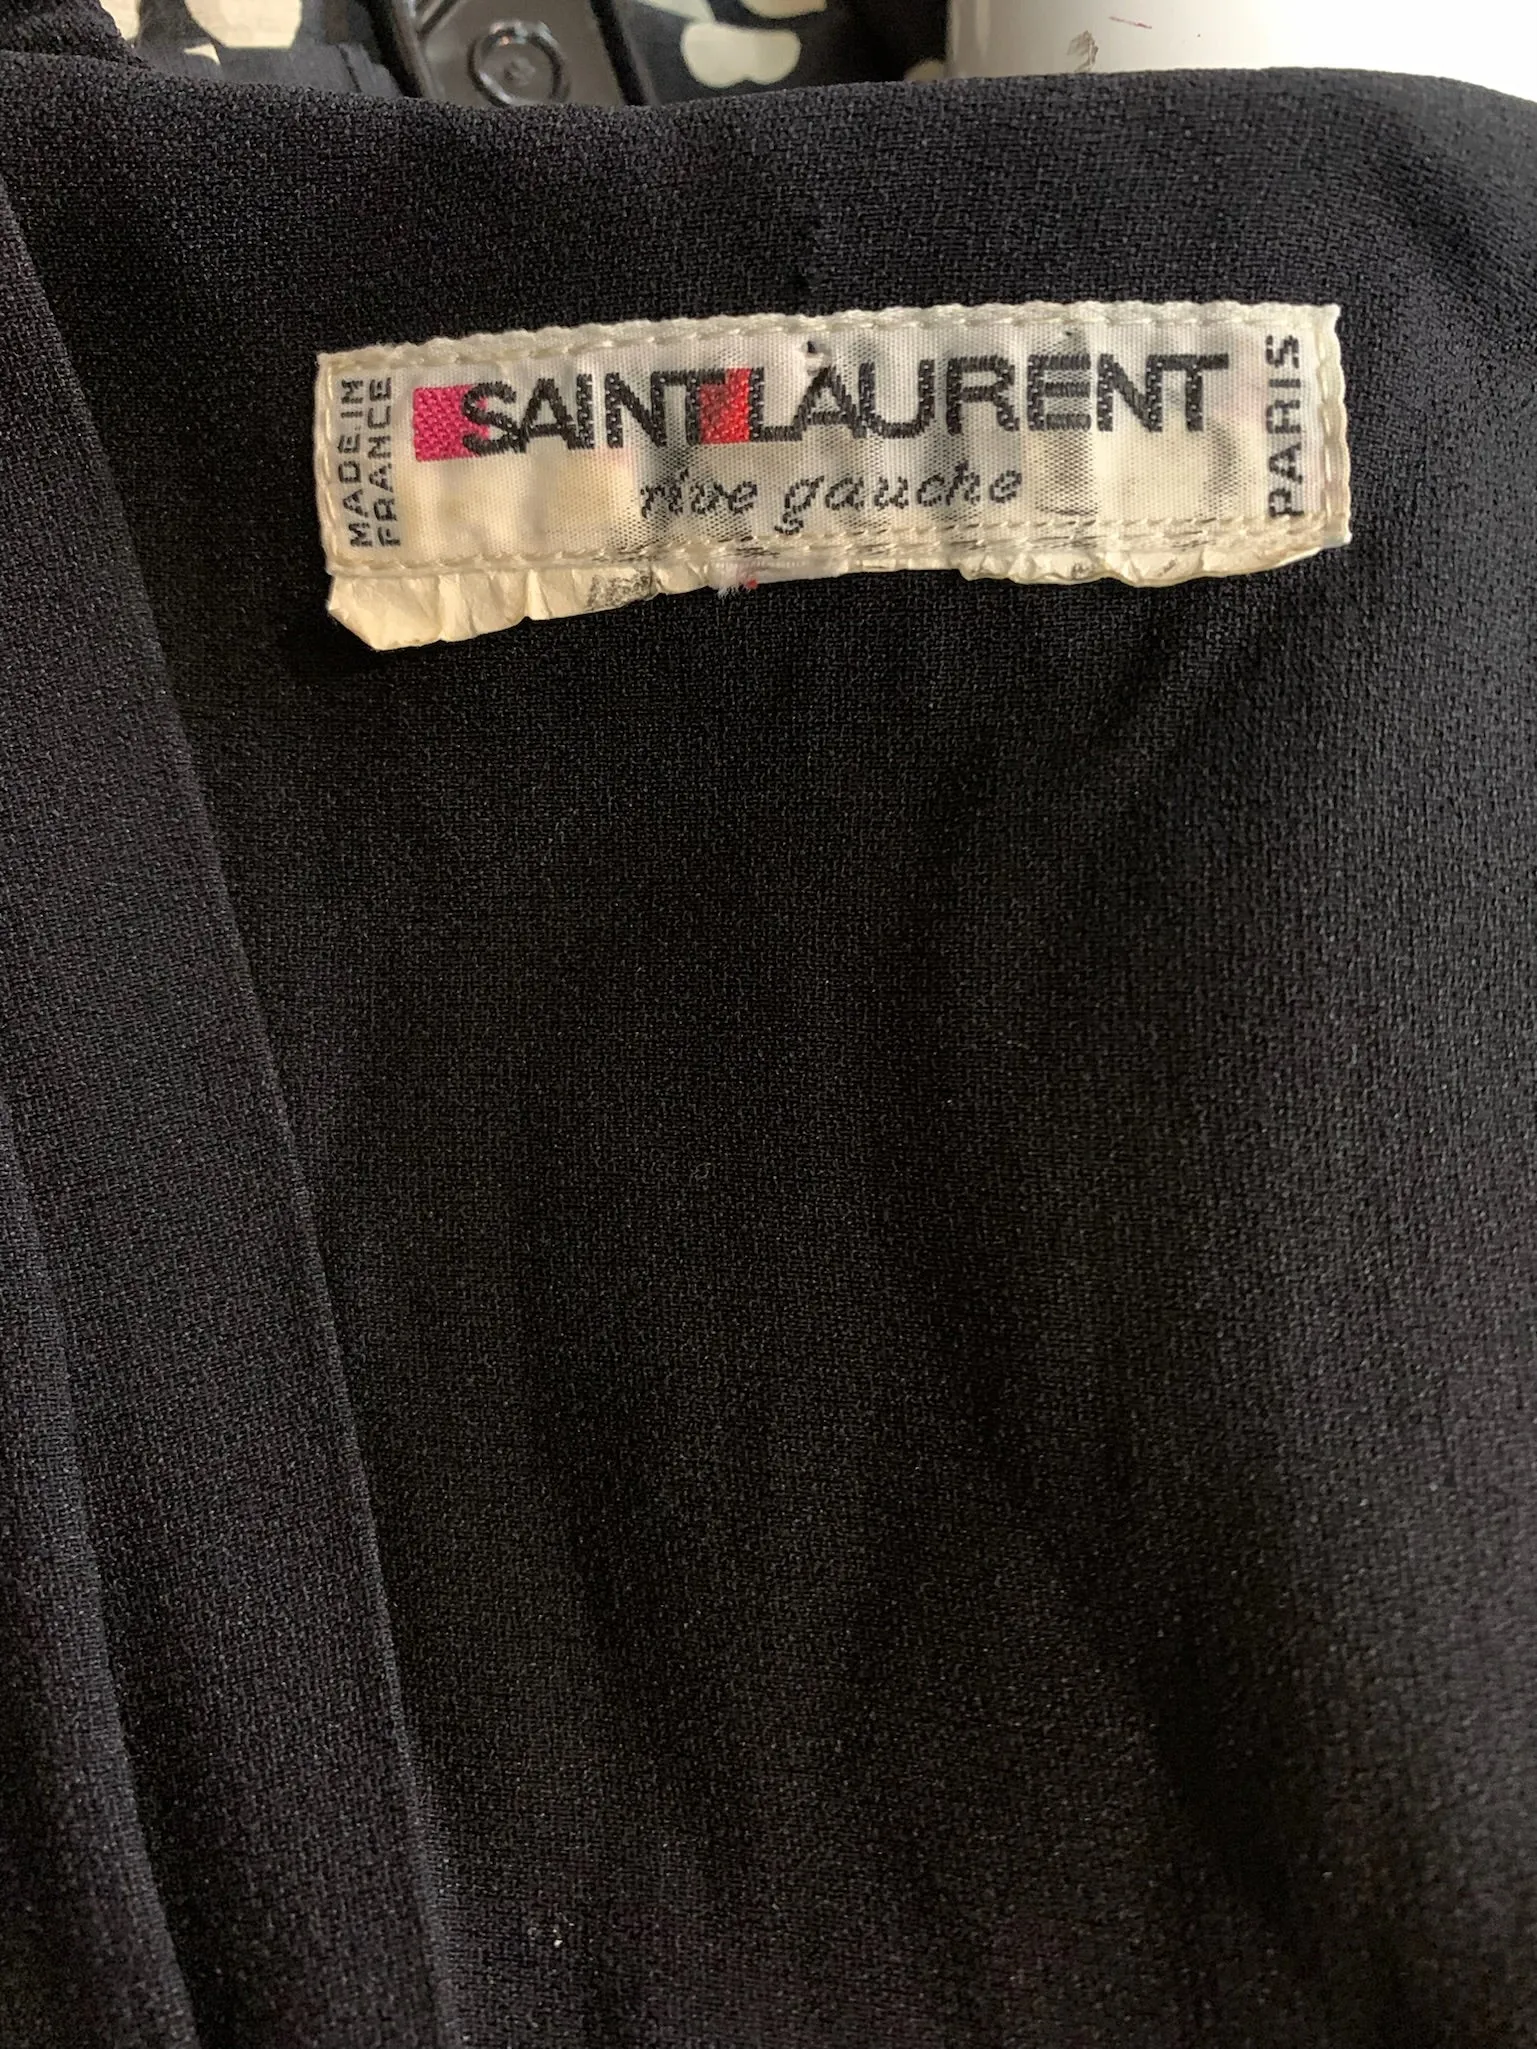 MADE IN
FRANCE
SAINT LAURENT
rive gauche
PARIS